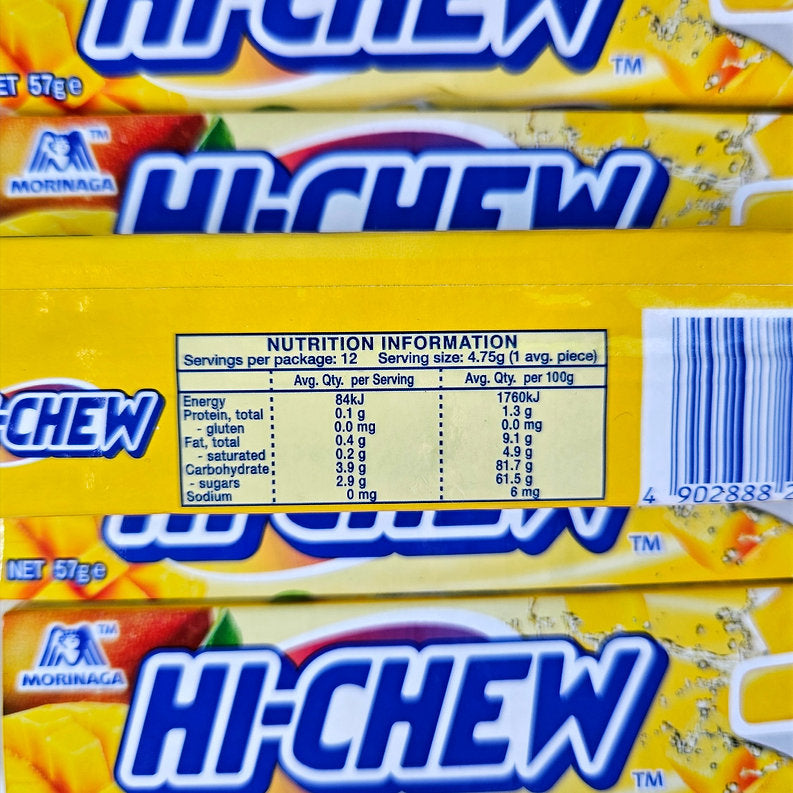 HI-CHEW
TM
NET 57g e
TM
MORINAGA
HI-CHEW
NUTRITION INFORMATION
Servings per package: 12 Serving size: 4.75g (1 avg. piece)
Avg. Qty. per Serving Avg. Qty. per 100g
Energy 84kJ 1760kJ
Protein, total 0.1 g 1.3 g
- gluten 0.0 mg 0.0 mg
Fat, total 0.4 g 9.1 g
- saturated 0.2 g 4.9 g
Carbohydrate 3.9 g 81.7 g
- sugars 2.9 g 61.5 g
Sodium 0 mg 6 mg
-CHEW
4 902888 2
TM
NET 57g e
TM
MORINAGA
HI-CHEW
TM